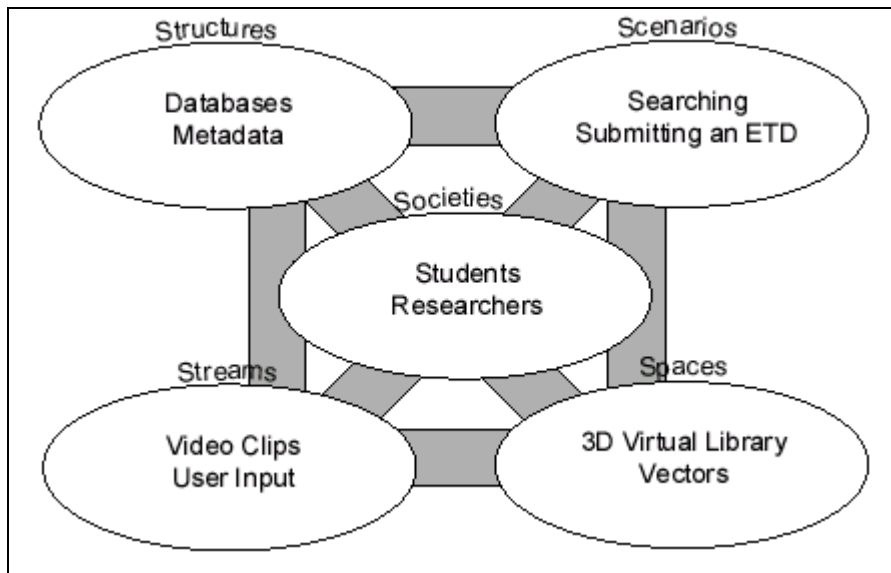 Structures
Databases
Metadata
Scenarios
Searching
Submitting an ETD
Societies
Students
Researchers
Streams
Video Clips
User Input
Spaces
3D Virtual Library
Vectors